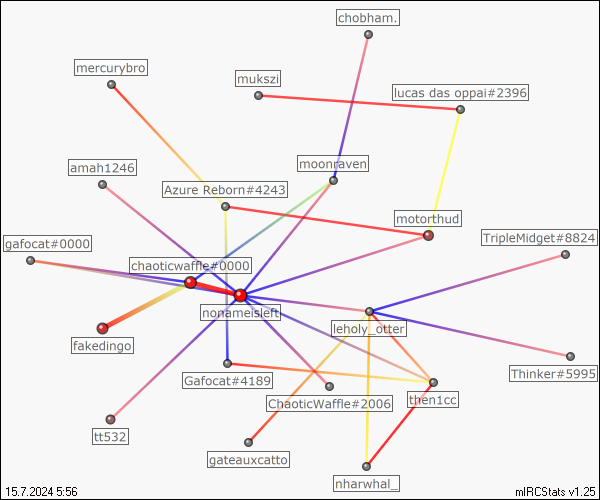 chobham.
mercurybro
mukszi
lucas das oppai#2396
amah1246
moonraven
Azure Reborn#4243
motorthud
gafocat#0000
TripleMidget#8824
chaoticwaffle#0000
nonameisleft
leholy_otter
fakedingo
Gafocat#4189
Thinker#5995
ChaoticWaffle#2006
then1cc
tt532
gateauxcatto
nharwhal_
15.7.2024 5:56
mIRCStats v1.25